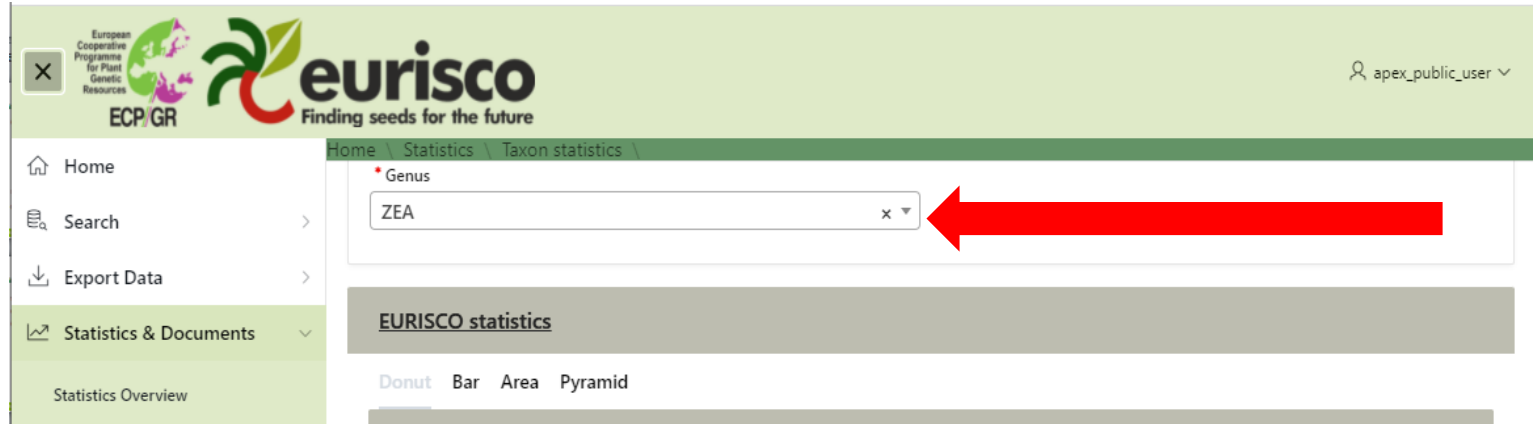 European
Cooperative
Programme
for Plant
Genetic
Resources
ECP/GR
eurisco
Finding seeds for the future
apex_public_user
Home \ Statistics \ Taxon statistics \
Home
Search
Export Data
Statistics & Documents
Statistics Overview
* Genus
ZEA
EURISCO statistics
Donut Bar Area Pyramid